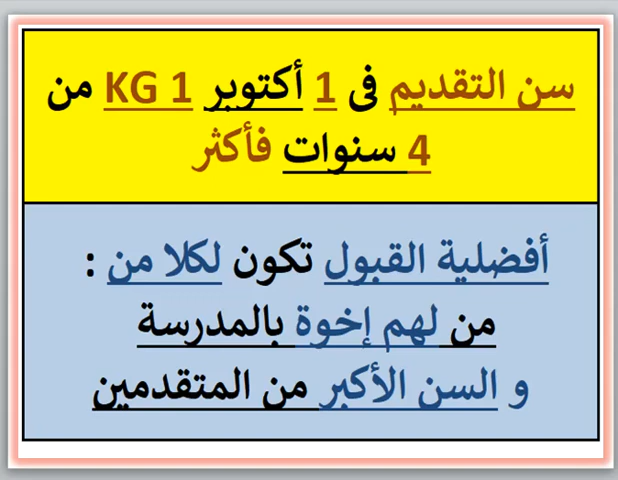 سن التقديم فى 1 أكتوبر KG 1 من
4 سنوات فأكثر
أفضلية القبول تكون لكلا من :
من لهم إخوة بالمدرسة
و السن الأكبر من المتقدمين